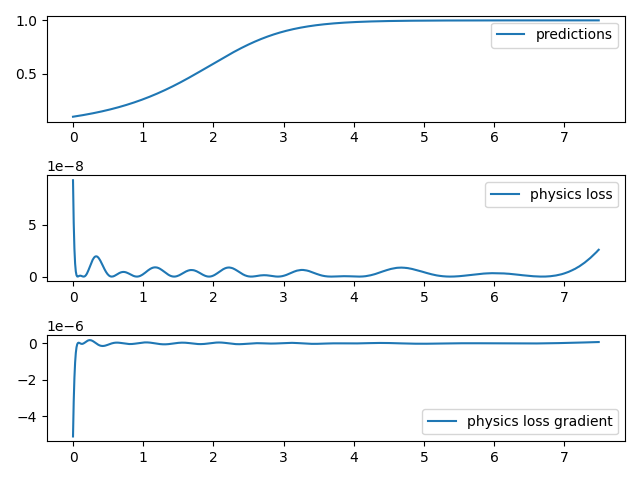 1.0
predictions
0.5
0 1 2 3 4 5 6 7
1e−8
physics loss
5
0
0 1 2 3 4 5 6 7
1e−6
0
−2
−4
physics loss gradient
0 1 2 3 4 5 6 7